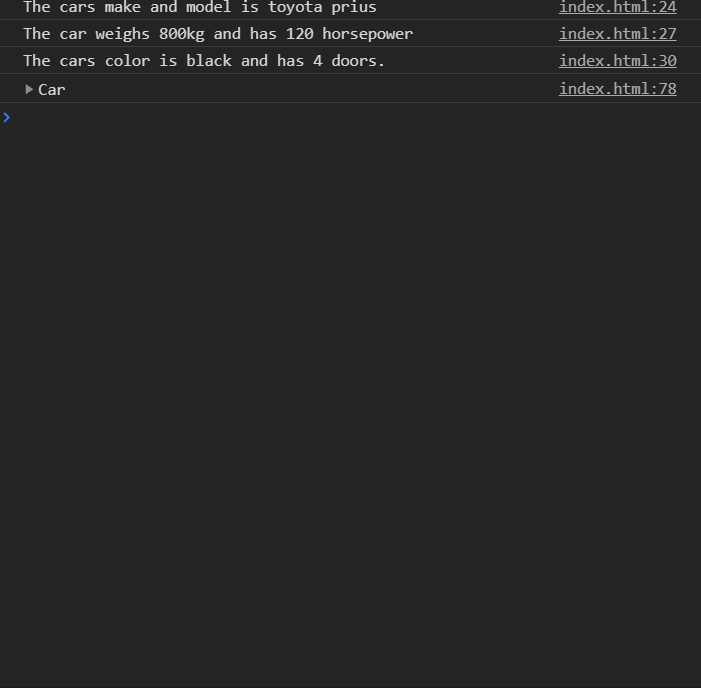 The cars make and model is toyota prius index.html:24
The car weighs 800kg and has 120 horsepower index.html:27
The cars color is black and has 4 doors. index.html:30
Car index.html:78